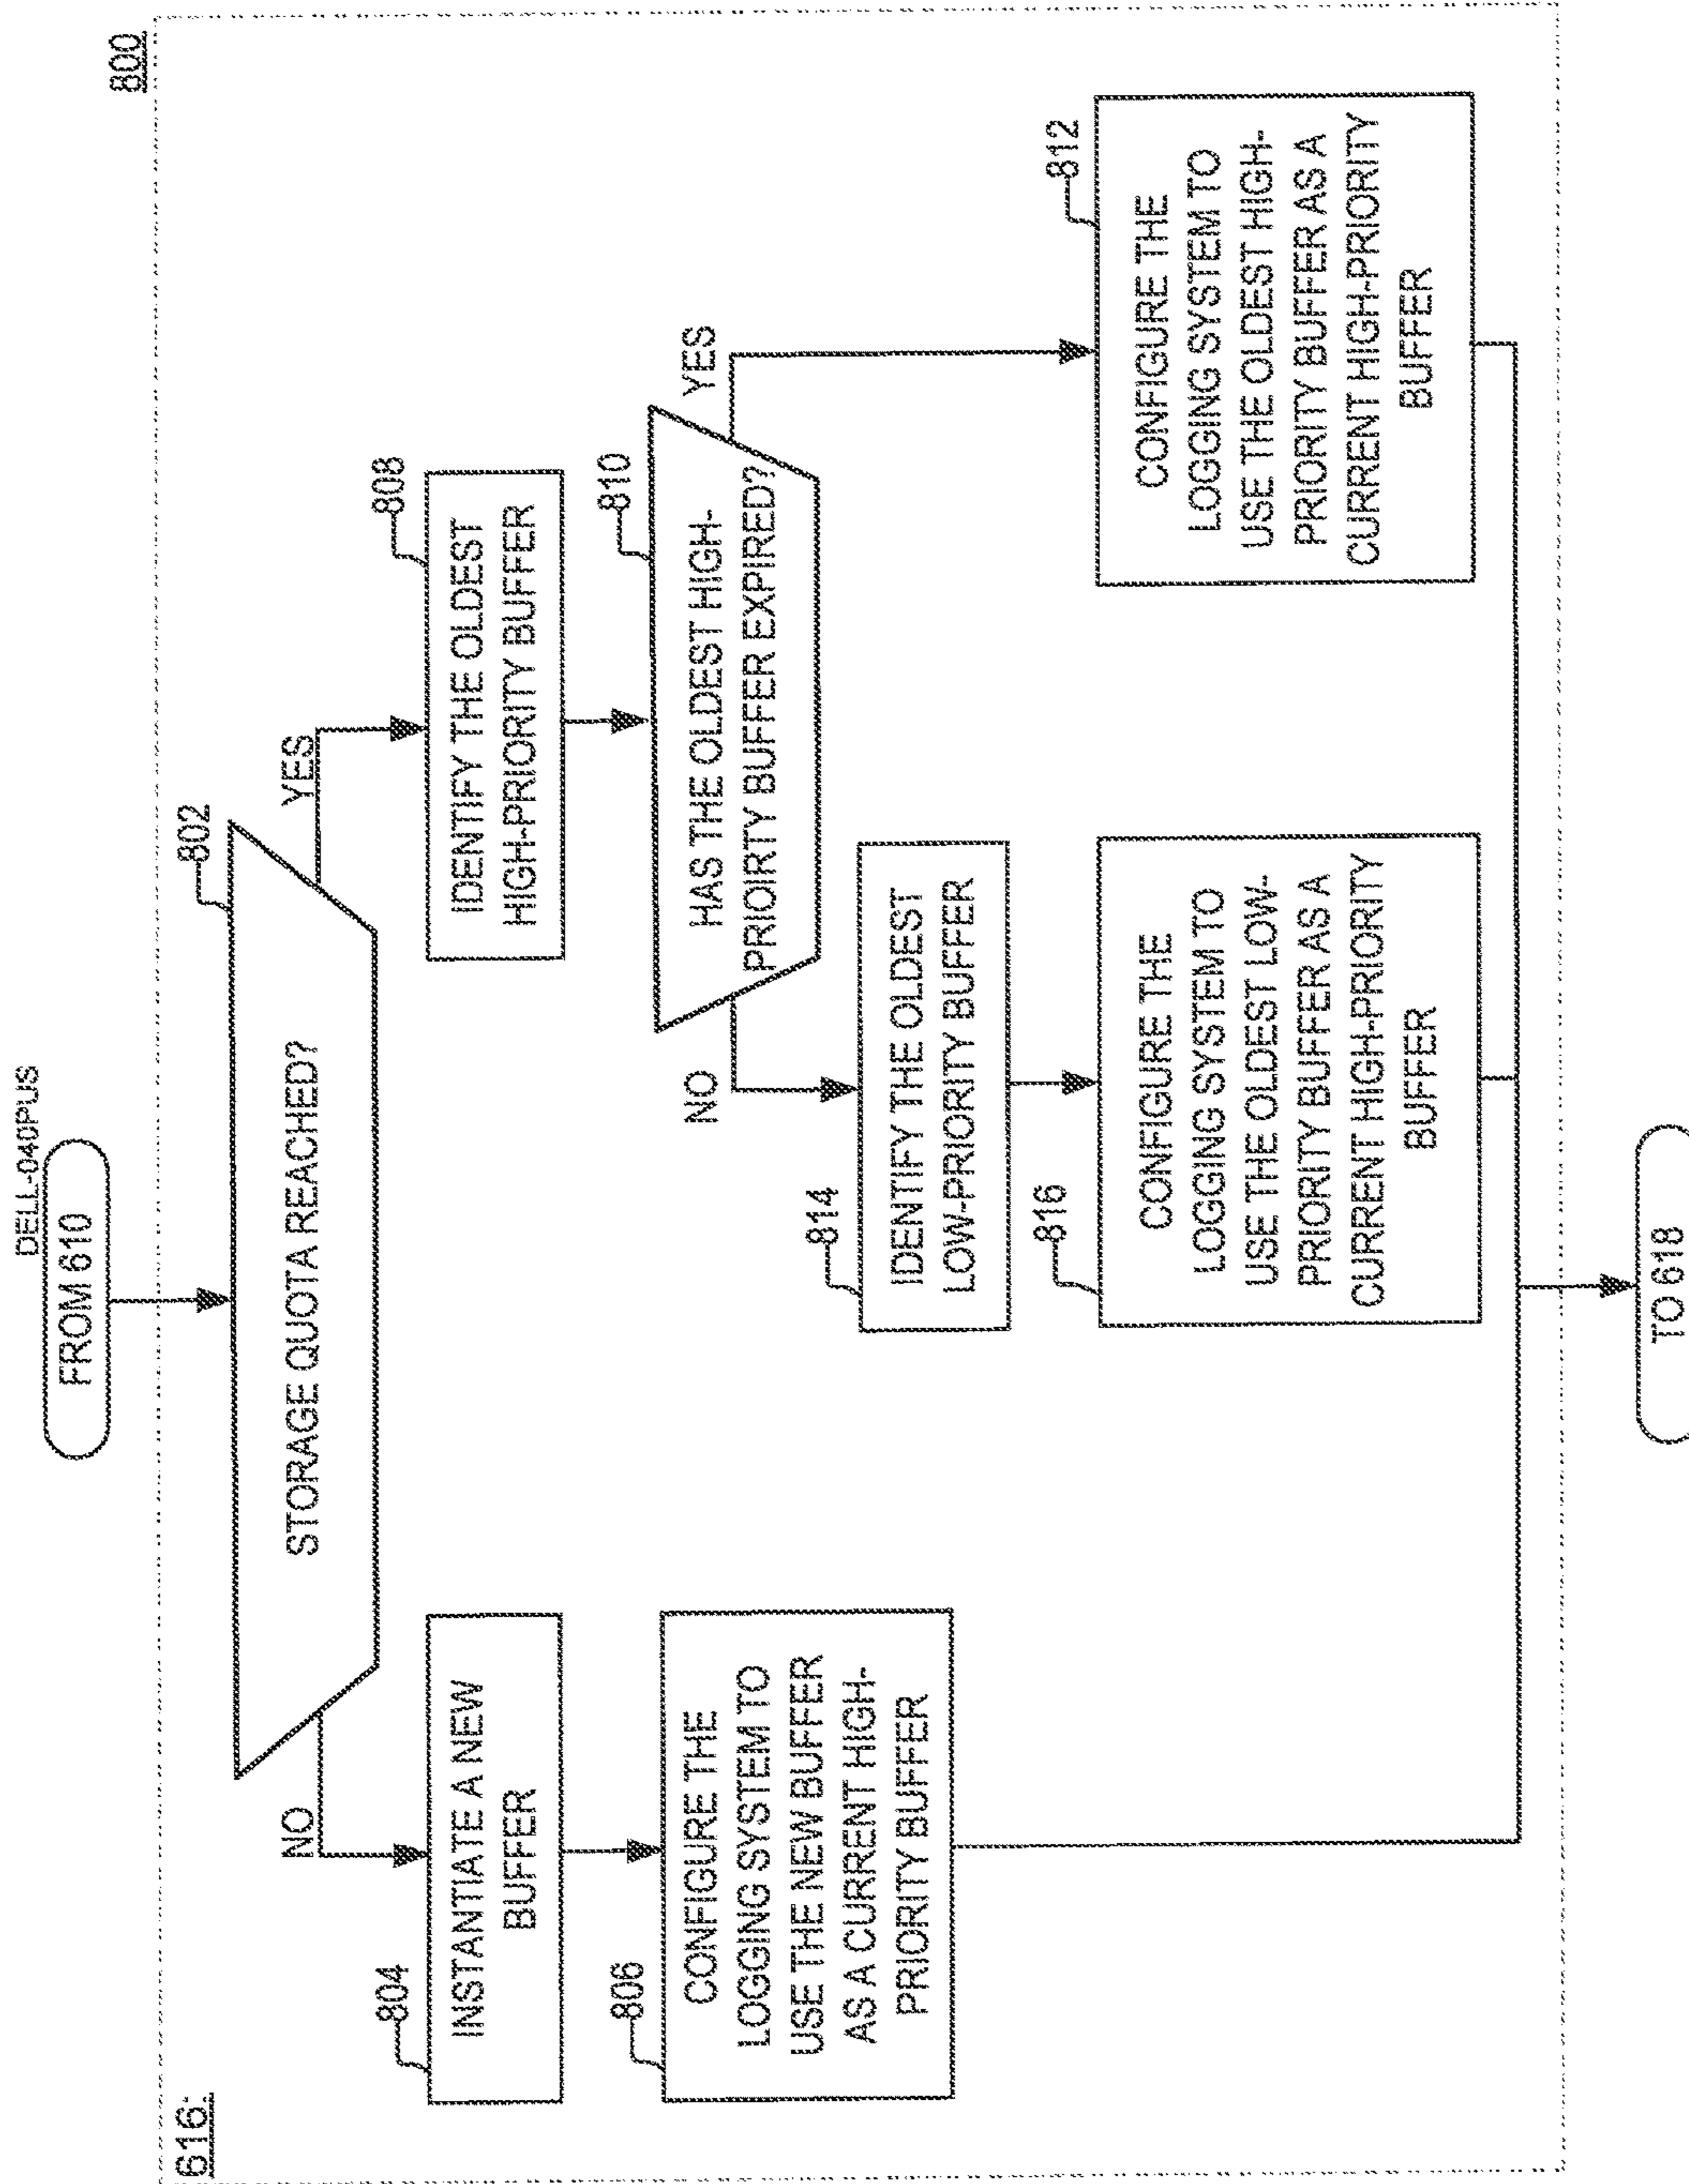 DELL-040PUS
FROM 610
800
616:
802
STORAGE QUOTA REACHED?
NO
YES
804
INSTANTIATE A NEW
BUFFER
808
IDENTIFY THE OLDEST
HIGH-PRIORITY BUFFER
806
CONFIGURE THE
LOGGING SYSTEM TO
USE THE NEW BUFFER
AS A CURRENT HIGH-
PRIORITY BUFFER
810
HAS THE OLDEST HIGH-
PRIOIRTY BUFFER EXPIRED?
NO
YES
814
IDENTIFY THE OLDEST
LOW-PRIORITY BUFFER
816
CONFIGURE THE
LOGGING SYSTEM TO
USE THE OLDEST LOW-
PRIORITY BUFFER AS A
CURRENT HIGH-PRIORITY
BUFFER
812
CONFIGURE THE
LOGGING SYSTEM TO
USE THE OLDEST HIGH-
PRIORITY BUFFER AS A
CURRENT HIGH-PRIORITY
BUFFER
TO 618